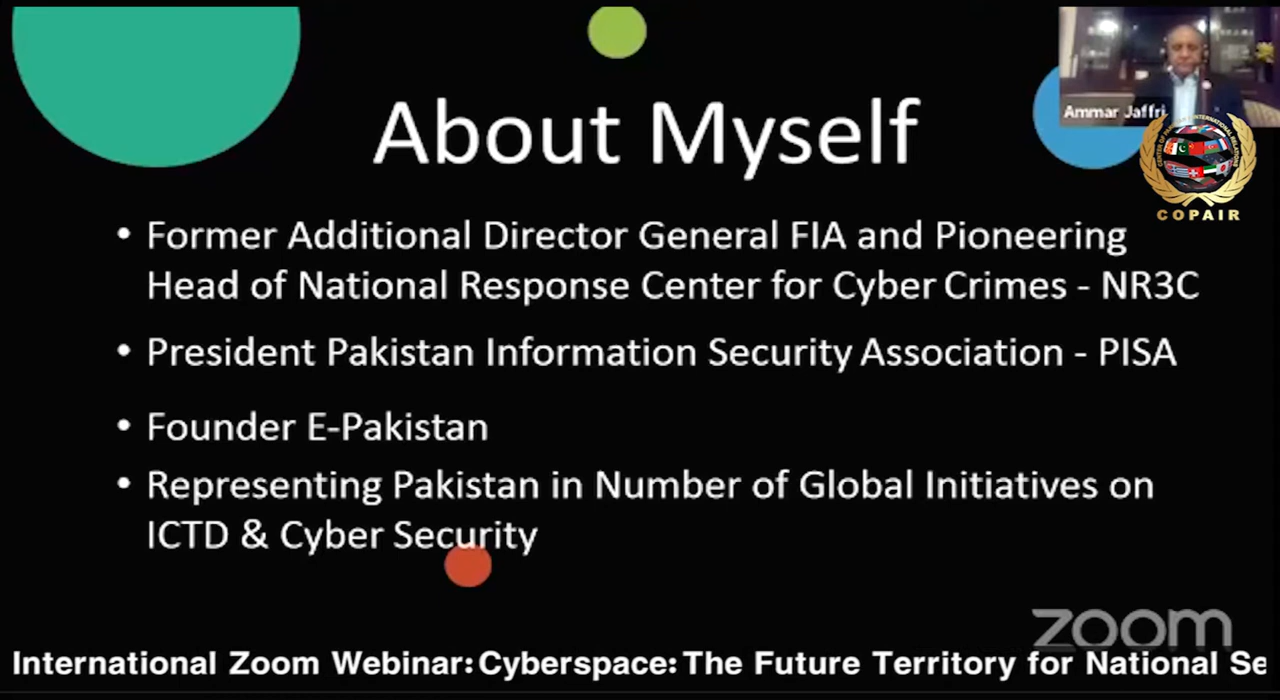 About Myself
Ammar Jaffri
COPAIR
• Former Additional Director General FIA and Pioneering
Head of National Response Center for Cyber Crimes - NR3C
• President Pakistan Information Security Association - PISA
• Founder E-Pakistan
• Representing Pakistan in Number of Global Initiatives on
ICTD & Cyber Security
zoom
International Zoom Webinar: Cyberspace: The Future Territory for National Se